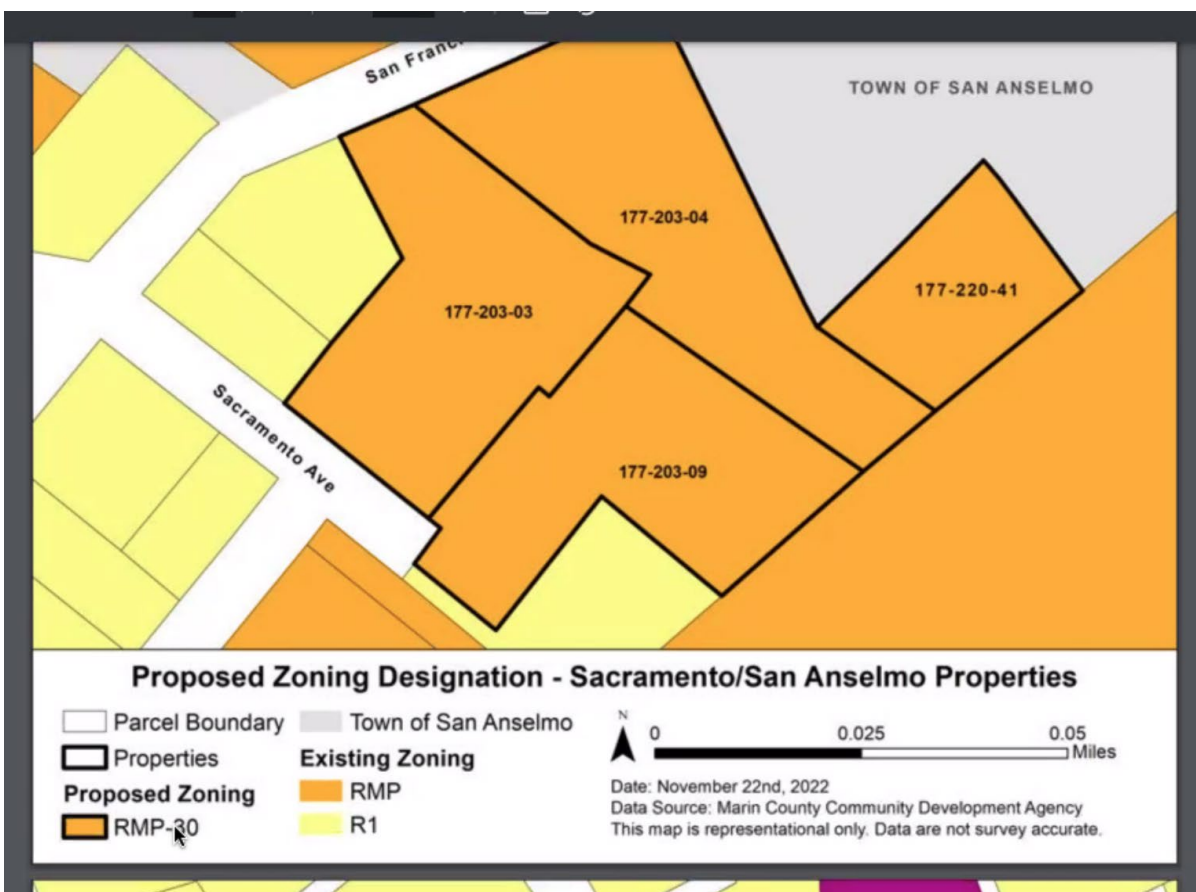 San Franci
TOWN OF SAN ANSELMO
177-203-04
177-220-41
177-203-03
Sacramento Ave
177-203-09
Proposed Zoning Designation - Sacramento/San Anselmo Properties
Parcel Boundary
Properties
Proposed Zoning
RMP-30
Town of San Anselmo
Existing Zoning
RMP
R1
N
0 0.025 0.05
Miles
Date: November 22nd, 2022
Data Source: Marin County Community Development Agency
This map is representational only. Data are not survey accurate.